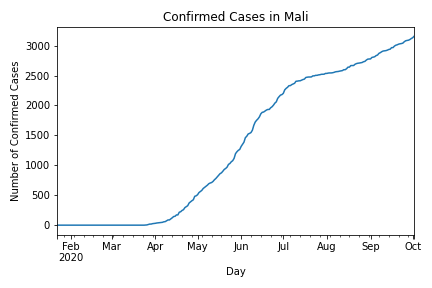 Confirmed Cases in Mali
Number of Confirmed Cases
3000
2500
2000
1500
1000
500
0
Feb Mar Apr May Jun Jul Aug Sep Oct
2020
Day